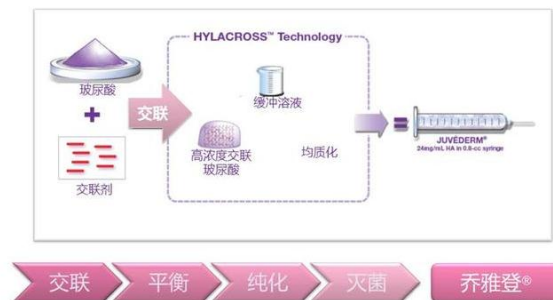 HYLACROSS™ Technology
玻尿酸
+
交联剂
交联
缓冲溶液
高浓度交联
玻尿酸
均质化
JUVÉDERM®
24mg/mL HA in 0.8-cc syringe
交联
平衡
纯化
灭菌
乔雅登®